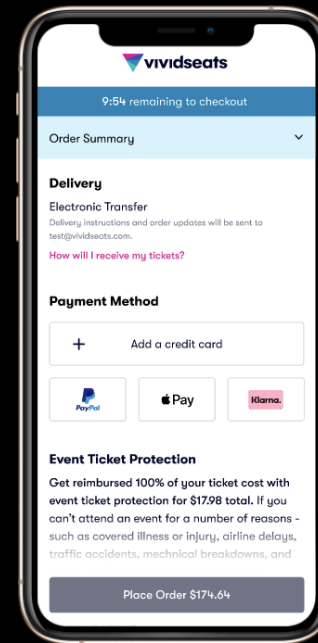 vividseats
9:54 remaining to checkout
Order Summary
Delivery
Electronic Transfer
Delivery instructions and order updates will be sent to
test@vividseats.com.
How will I receive my tickets?
Payment Method
+ Add a credit card
PayPal
Pay
Klarna.
Event Ticket Protection
Get reimbursed 100% of your ticket cost with
event ticket protection for $17.98 total. If you
can't attend an event for a number of reasons -
such as covered illness or injury, airline delays,
traffic accidents, mechnical breakdowns, and
Place Order $174.64